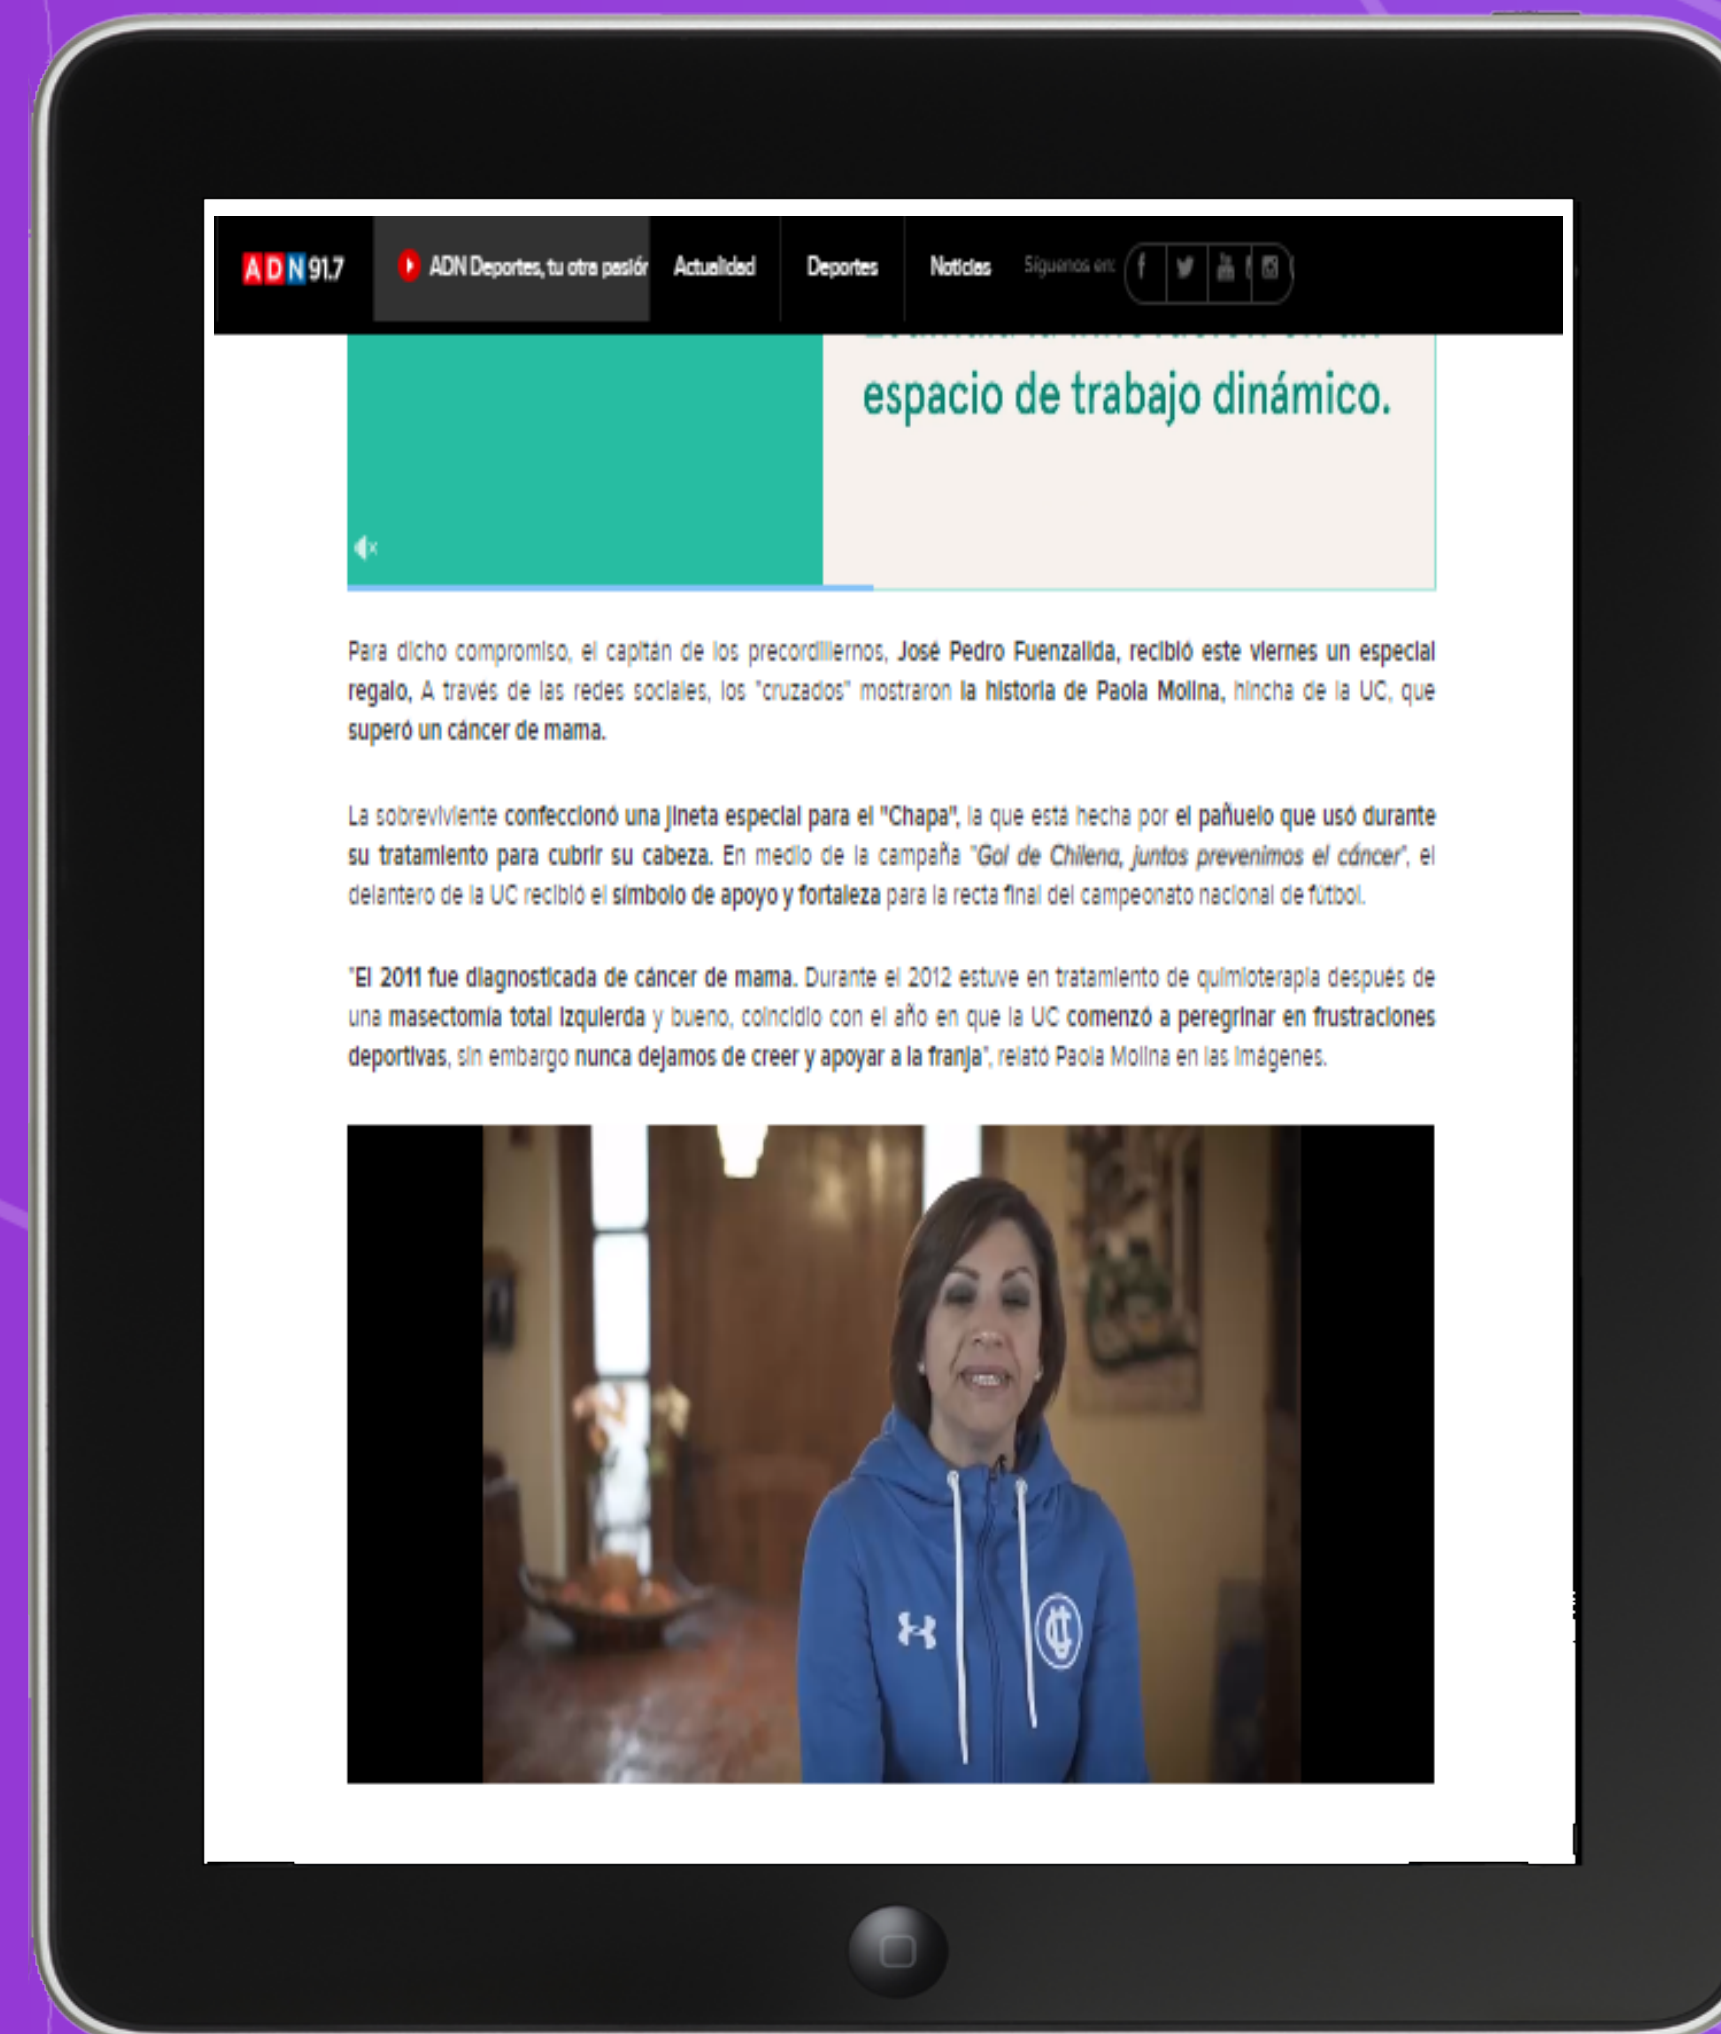 ADN 91.7 ADN Deportes, tu otra pasión Actualidad Deportes Noticias Síguenos en:
espacio de trabajo dinámico.
Para dicho compromiso, el capitán de los precordilliernos, José Pedro Fuenzalida, recibió este viernes un especial
regalo, A través de las redes sociales, los "cruzados" mostraron la historia de Paola Molina, hincha de la UC, que
superó un cáncer de mama.
La sobreviviente confeccionó una jineta especial para el "Chapa", la que está hecha por el pañuelo que usó durante
su tratamiento para cubrir su cabeza. En medio de la campaña "Gol de Chilena, juntos prevenimos el cáncer", el
delantero de la UC recibió el símbolo de apoyo y fortaleza para la recta final del campeonato nacional de fútbol.
"El 2011 fue diagnosticada de cáncer de mama. Durante el 2012 estuve en tratamiento de quimioterapia después de
una masectomía total izquierda y bueno, coincidio con el año en que la UC comenzó a peregrinar en frustraciones
deportivas, sin embargo nunca dejamos de creer y apoyar a la franja", relató Paola Molina en las imágenes.